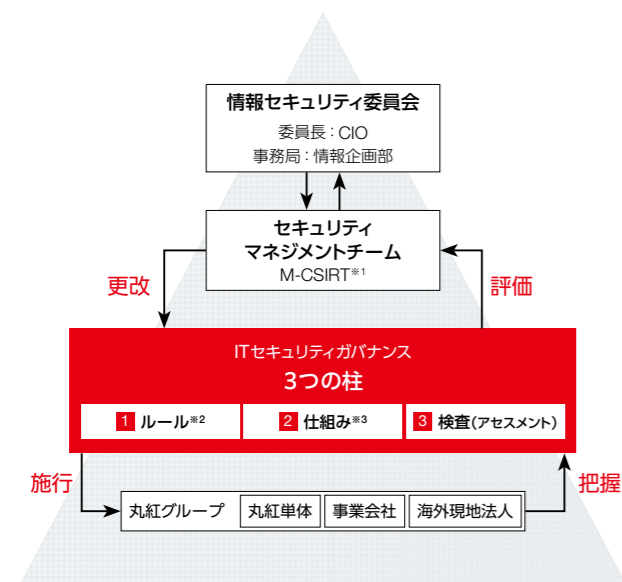 情報セキュリティ委員会
委員長：CIO
事務局：情報企画部
セキュリティ
マネジメントチーム
M-CSIRT※1
更改
評価
ITセキュリティガバナンス
3つの柱
1 ルール※2
2 仕組み※3
3 検査(アセスメント)
施行
把握
丸紅グループ
丸紅単体
事業会社
海外現地法人